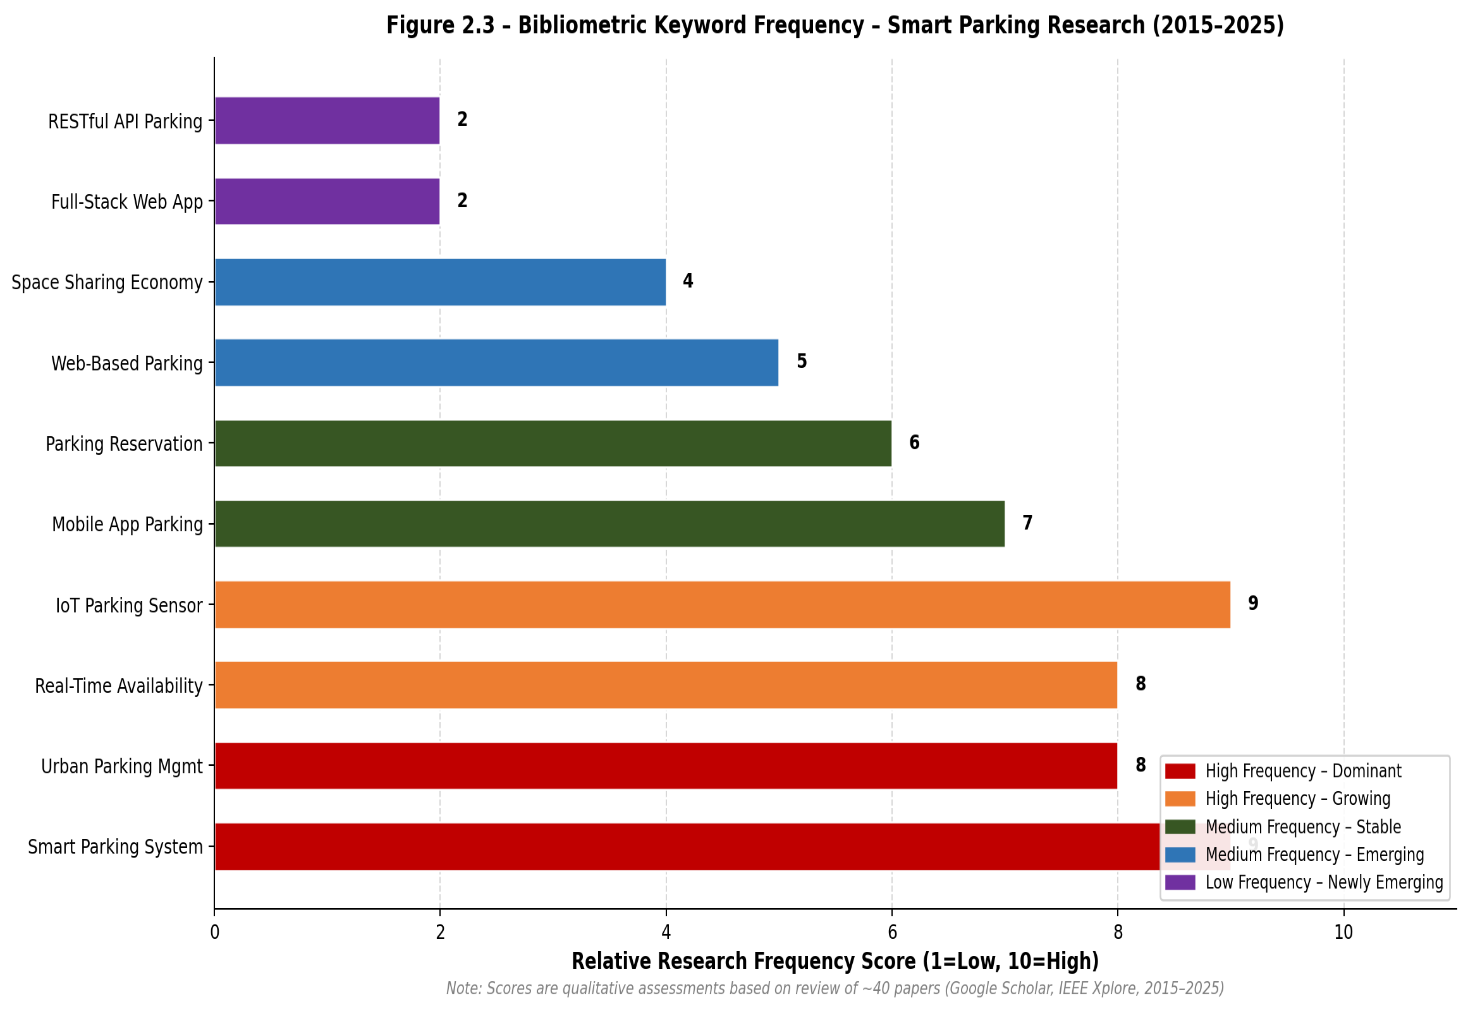 Figure 2.3 – Bibliometric Keyword Frequency – Smart Parking Research (2015–2025)
RESTful API Parking
2
Full-Stack Web App
2
Space Sharing Economy
4
Web-Based Parking
5
Parking Reservation
6
Mobile App Parking
7
IoT Parking Sensor
9
Real-Time Availability
8
Urban Parking Mgmt
8
Smart Parking System
9
High Frequency – Dominant
High Frequency – Growing
Medium Frequency – Stable
Medium Frequency – Emerging
Low Frequency – Newly Emerging
0 2 4 6 8 10
Relative Research Frequency Score (1=Low, 10=High)
Note: Scores are qualitative assessments based on review of ~40 papers (Google Scholar, IEEE Xplore, 2015–2025)